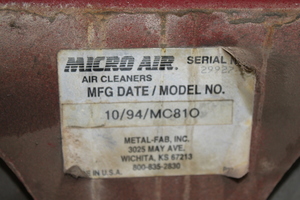 MICRO AIR. SERIAL N
AIR CLEANERS
MFG DATE / MODEL NO.
10/94/MC81O
METAL-FAB, INC.
3025 MAY AVE.
WICHITA, KS 67213
800-835-2830
IN U.S.A.